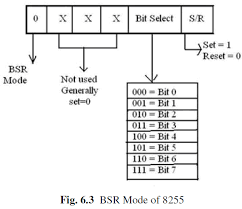 0 X X X Bit Select S/R
Set = 1
Reset = 0
BSR
Mode
Not used
Generally
set=0
000 = Bit 0
001 = Bit 1
010 = Bit 2
011 = Bit 3
100 = Bit 4
101 = Bit 5
110 = Bit 6
111 = Bit 7
Fig. 6.3 BSR Mode of 8255